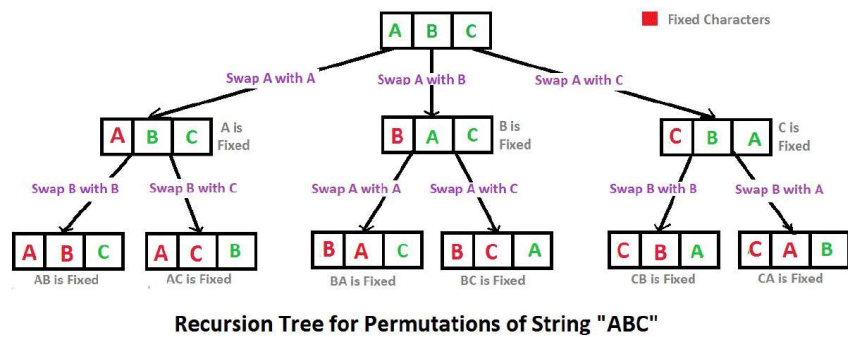 A B C
Fixed Characters
Swap A with A
Swap A with B
Swap A with C
A B C
A is
Fixed
B A C
B is
Fixed
C B A
C is
Fixed
Swap B with B
Swap B with C
Swap A with A
Swap A with C
Swap B with B
Swap B with A
A B C
A C B
B A C
B C A
C B A
C A B
AB is Fixed
AC is Fixed
BA is Fixed
BC is Fixed
CB is Fixed
CA is Fixed
Recursion Tree for Permutations of String "ABC"